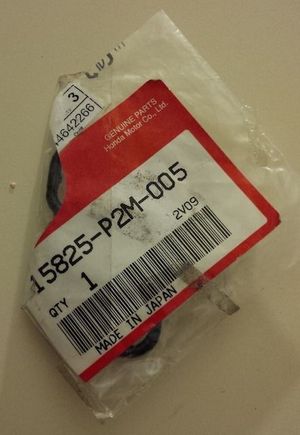 3
4642266
GENUINE PARTS
Honda Motor Co., Ltd.
15825-P2M-005
2V09
QTY 1
MADE IN JAPAN